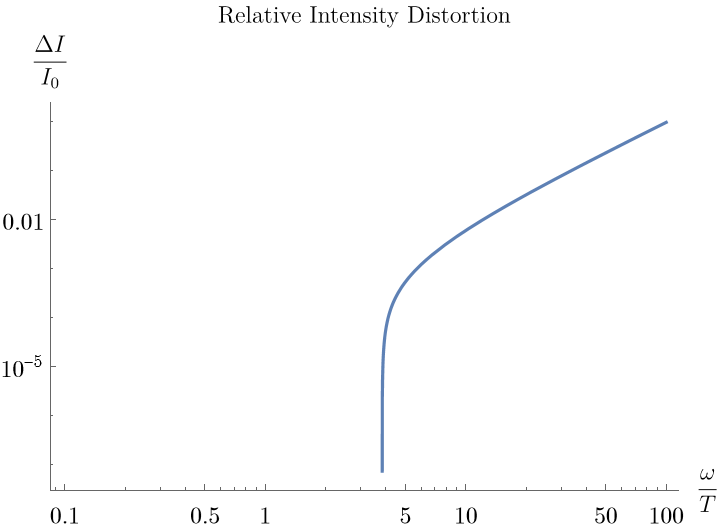 Relative Intensity Distortion
ΔI
I₀
0.01
10⁻⁵
0.1 0.5 1 5 10 50 100
ω
T